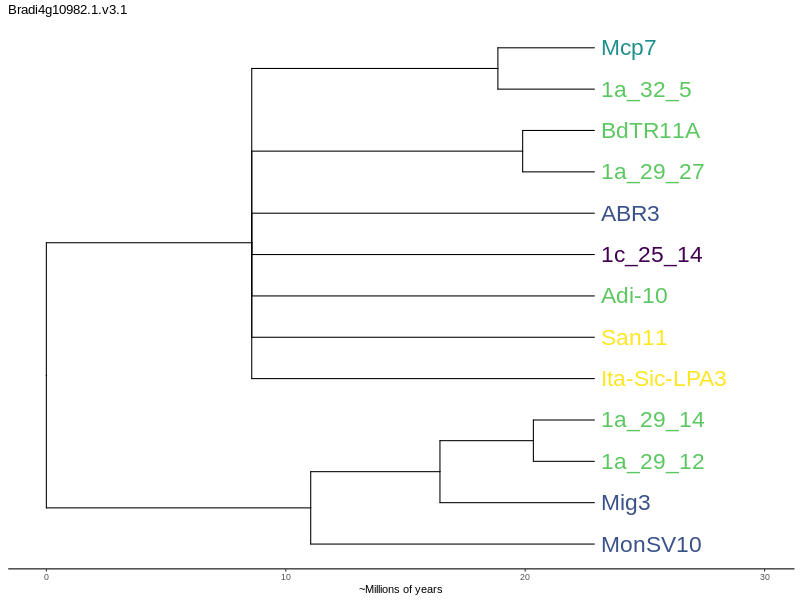 Bradi4g10982.1.v3.1
Mcp7
1a_32_5
BdTR11A
1a_29_27
ABR3
1c_25_14
Adi-10
San11
Ita-Sic-LPA3
1a_29_14
1a_29_12
Mig3
MonSV10
0 10 20 30
~Millions of years